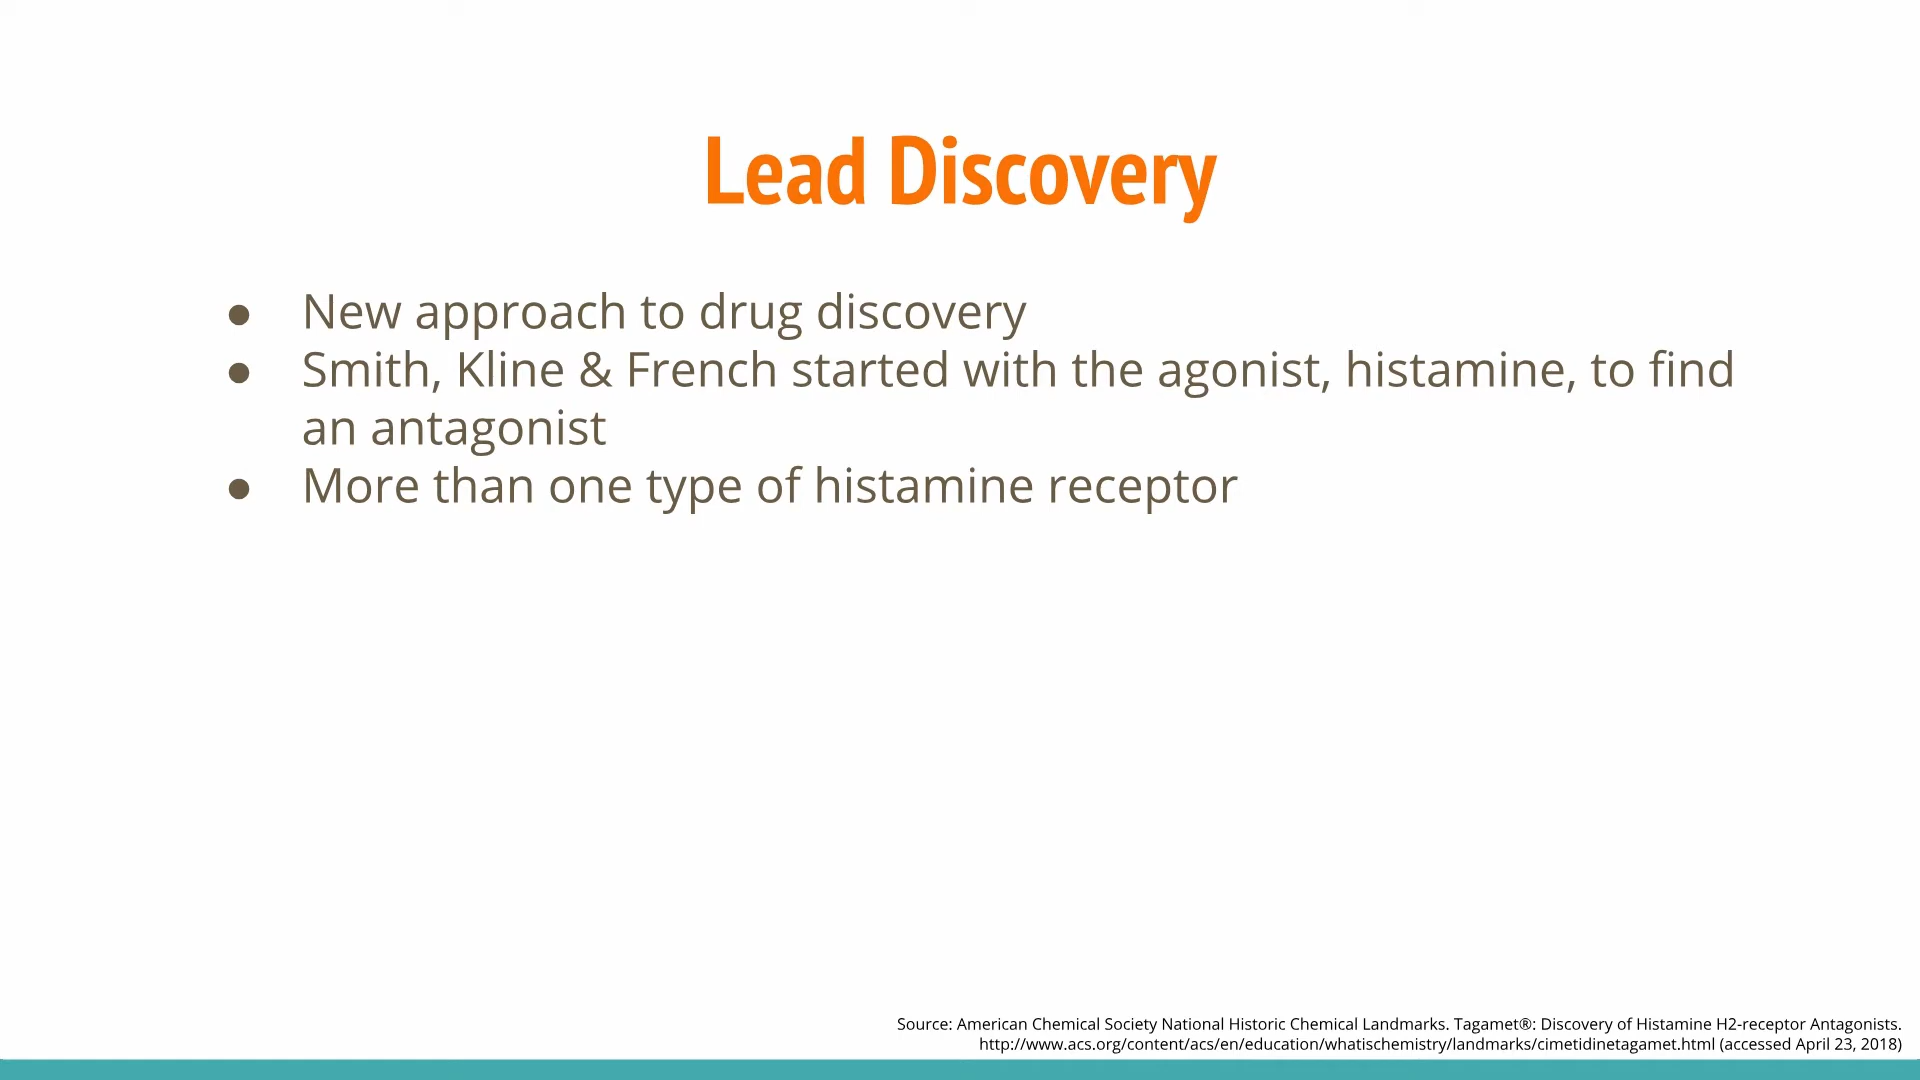 Lead Discovery
● New approach to drug discovery
● Smith, Kline & French started with the agonist, histamine, to find
an antagonist
● More than one type of histamine receptor
Source: American Chemical Society National Historic Chemical Landmarks. Tagamet®: Discovery of Histamine H2-receptor Antagonists.
http://www.acs.org/content/acs/en/education/whatischemistry/landmarks/cimetidinetagamet.html (accessed April 23, 2018)